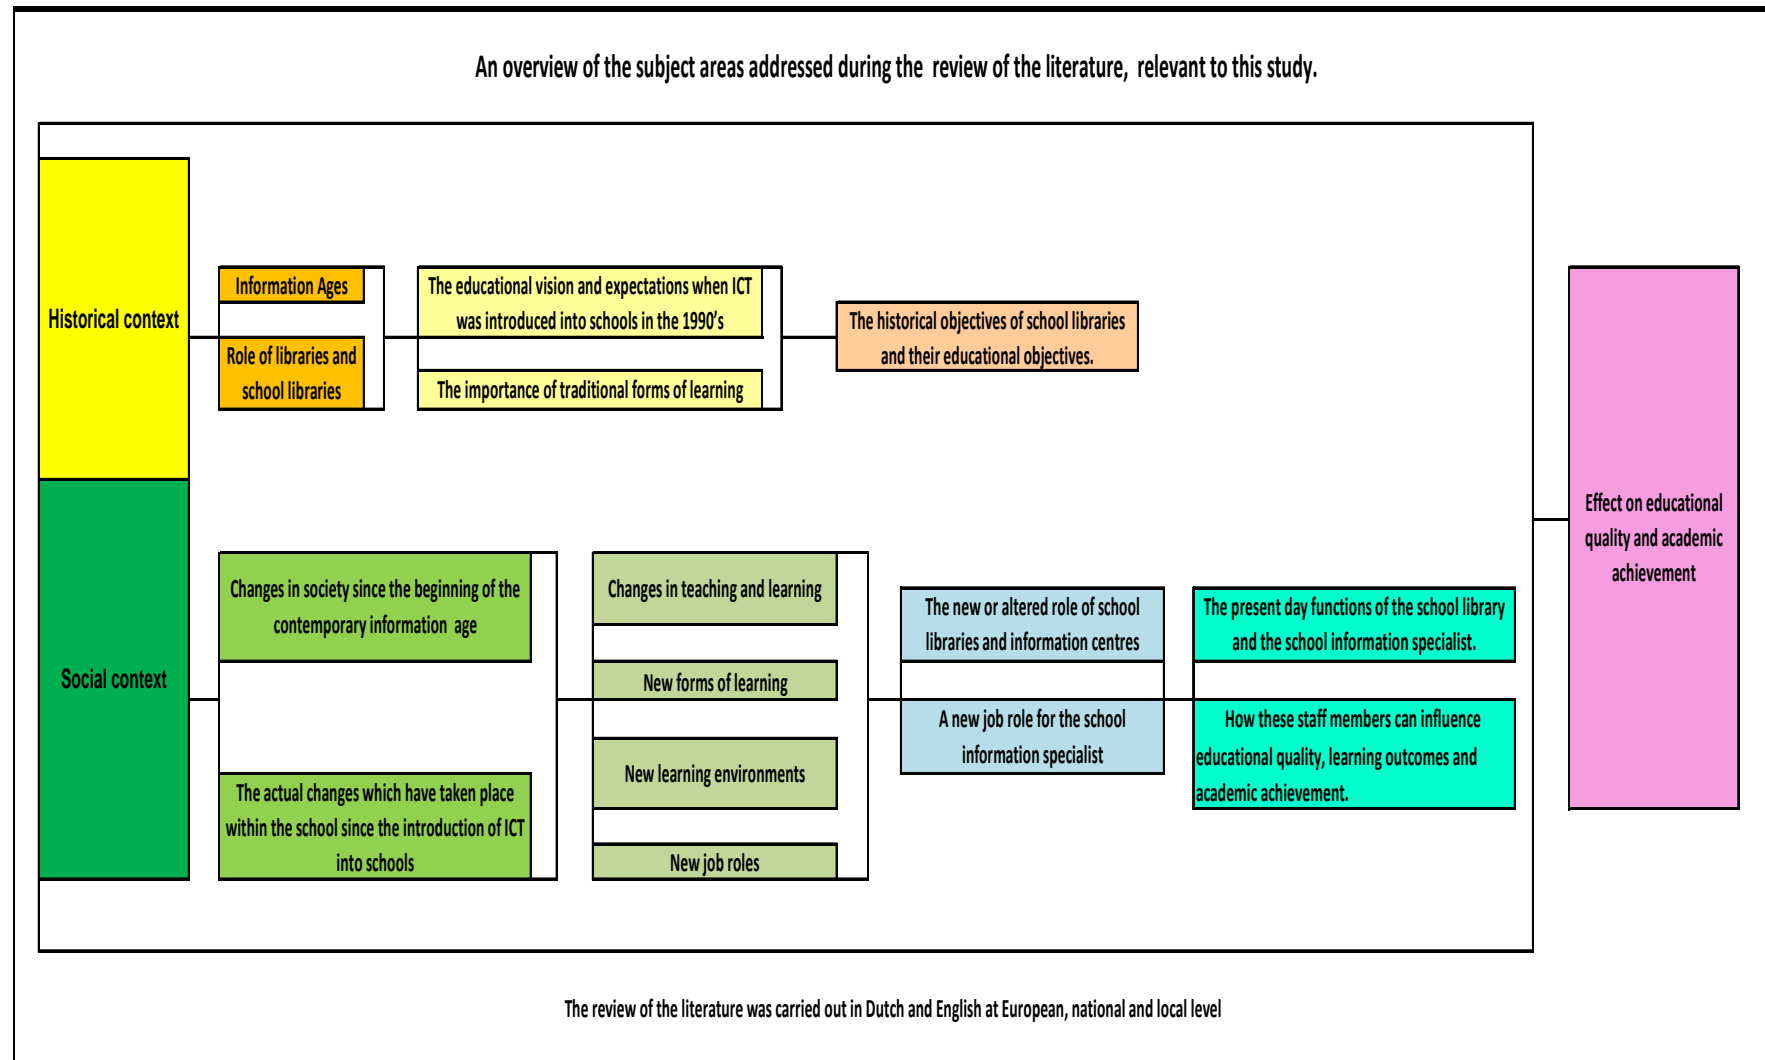 An overview of the subject areas addressed during the review of the literature, relevant to this study.
Historical context
Information Ages
Role of libraries and
school libraries
The educational vision and expectations when ICT
was introduced into schools in the 1990's
The importance of traditional forms of learning
The historical objectives of school libraries
and their educational objectives.
Social context
Changes in society since the beginning of the
contemporary information age
The actual changes which have taken place
within the school since the introduction of ICT
into schools
Changes in teaching and learning
New forms of learning
New learning environments
New job roles
The new or altered role of school
libraries and information centres
A new job role for the school
information specialist
The present day functions of the school library
and the school information specialist.
How these staff members can influence
educational quality, learning outcomes and
academic achievement.
Effect on educational
quality and academic
achievement
The review of the literature was carried out in Dutch and English at European, national and local level